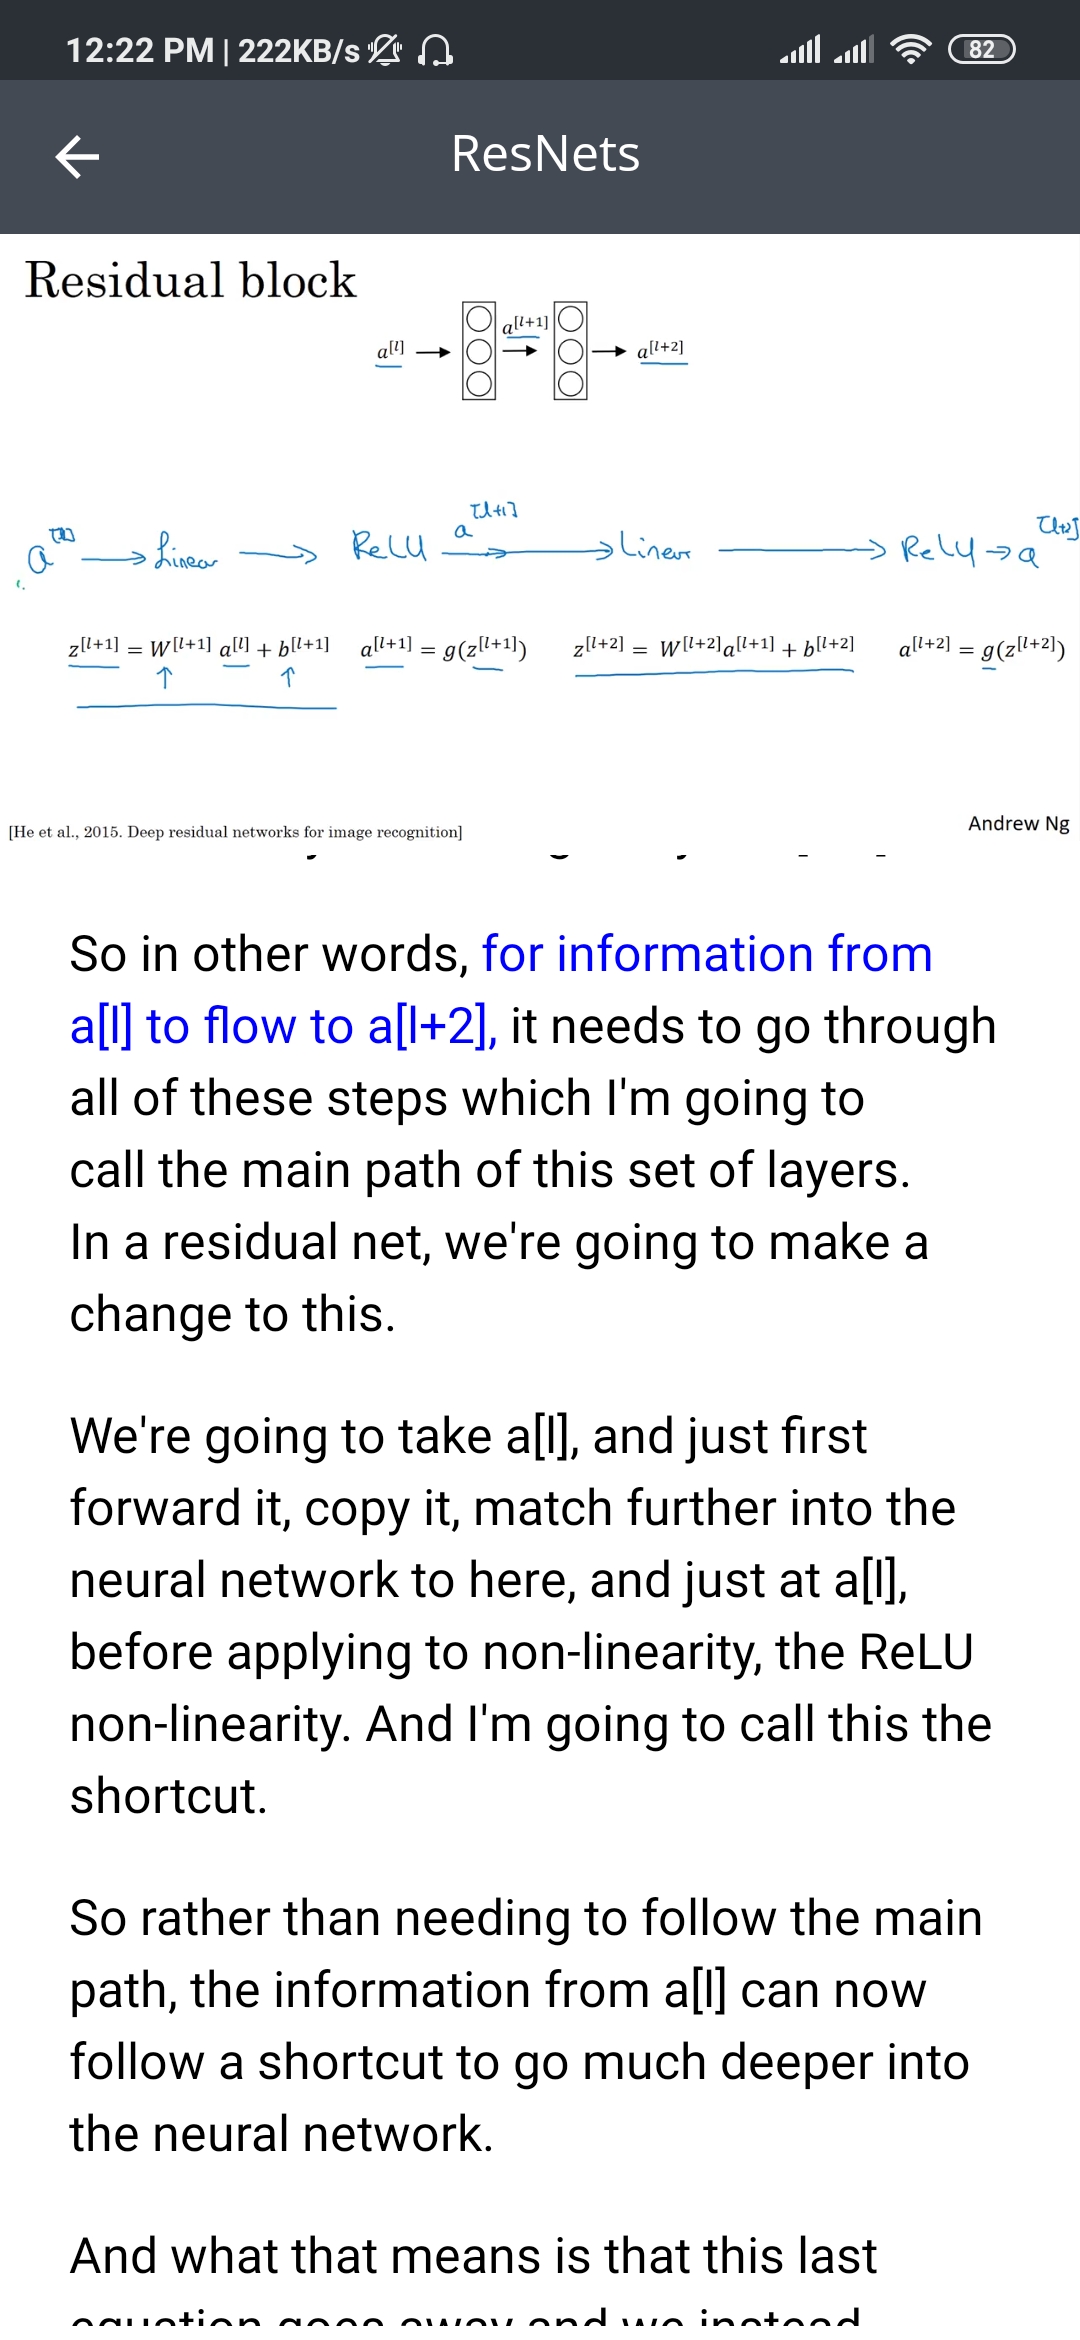 12:22 PM | 222KB/s 82
ResNets
Residual block
a[l] a[l+1] a[l+2]
a[l] → Linear → ReLU a[l+1] → Linear → ReLU → a[l+2]
z[l+1] = W[l+1] a[l] + b[l+1] a[l+1] = g(z[l+1]) z[l+2] = W[l+2]a[l+1] + b[l+2] a[l+2] = g(z[l+2])
[He et al., 2015. Deep residual networks for image recognition] Andrew Ng
So in other words, for information from
a[l] to flow to a[l+2], it needs to go through
all of these steps which I'm going to
call the main path of this set of layers.
In a residual net, we're going to make a
change to this.
We're going to take a[l], and just first
forward it, copy it, match further into the
neural network to here, and just at a[l],
before applying to non-linearity, the ReLU
non-linearity. And I'm going to call this the
shortcut.
So rather than needing to follow the main
path, the information from a[l] can now
follow a shortcut to go much deeper into
the neural network.
And what that means is that this last
equation goes away and we instead